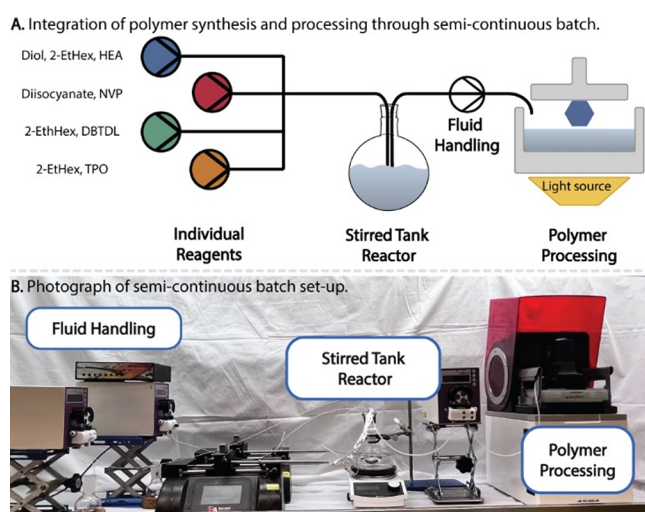 A. Integration of polymer synthesis and processing through semi-continuous batch.
Diol, 2-EtHex, HEA
Diisocyanate, NVP
2-EthHex, DBTDL
2-EtHex, TPO
Fluid
Handling
Light source
Individual
Reagents
Stirred Tank
Reactor
Polymer
Processing
B. Photograph of semi-continuous batch set-up.
Fluid Handling
Stirred Tank
Reactor
Polymer
Processing